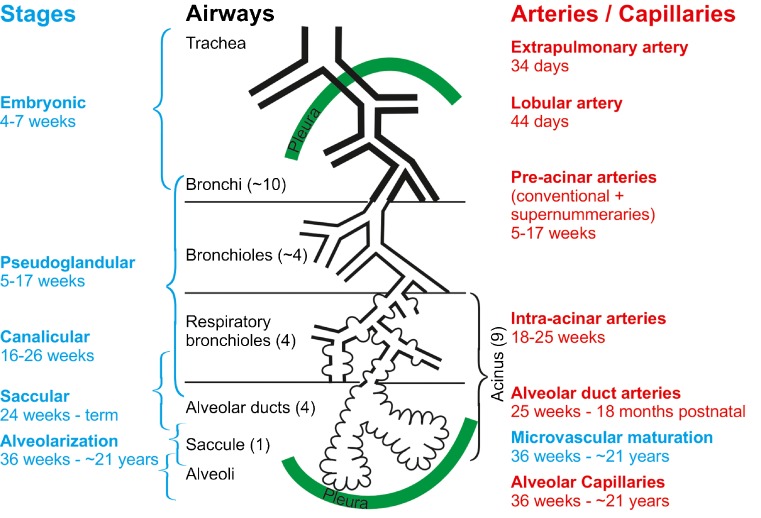 Stages
Airways
Arteries / Capillaries
Trachea
Extrapulmonary artery
34 days
Embryonic
4-7 weeks
Pleura
Lobular artery
44 days
Bronchi (~10)
Pre-acinar arteries
(conventional +
supernummeraries)
5-17 weeks
Bronchioles (~4)
Pseudoglandular
5-17 weeks
Respiratory
bronchioles (4)
Acinus (9)
Intra-acinar arteries
18-25 weeks
Canalicular
16-26 weeks
Saccular
24 weeks - term
Alveolar ducts (4)
Alveolar duct arteries
25 weeks - 18 months postnatal
Alveolarization
36 weeks - ~21 years
Saccule (1)
Microvascular maturation
36 weeks - ~21 years
Alveoli
Pleura
Alveolar Capillaries
36 weeks - ~21 years